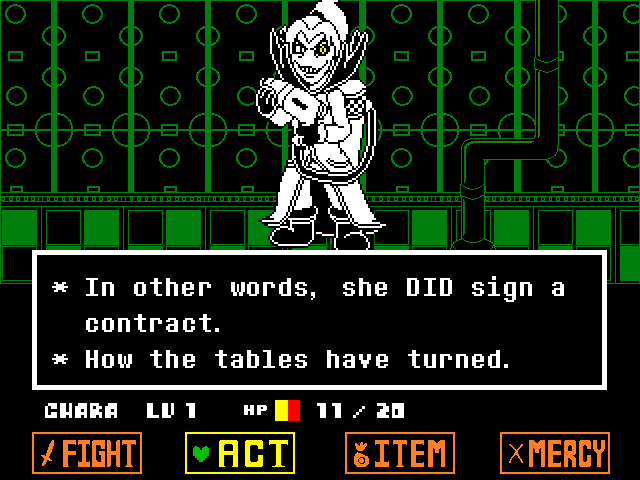 * In other words, she DID sign a
contract.
* How the tables have turned.
CHARA LV 1 HP 11 / 20
FIGHT ACT ITEM MERCY